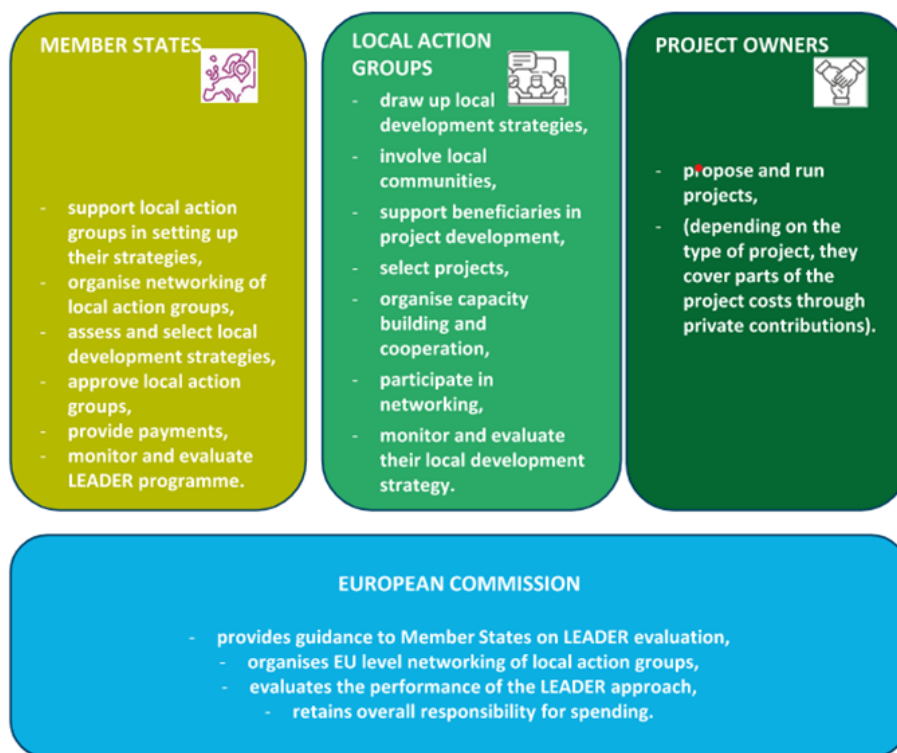 MEMBER STATES
- support local action
groups in setting up
their strategies,
- organise networking of
local action groups,
- assess and select local
development strategies,
- approve local action
groups,
- provide payments,
- monitor and evaluate
LEADER programme.
LOCAL ACTION
GROUPS
- draw up local
development strategies,
- involve local
communities,
- support beneficiaries in
project development,
- select projects,
- organise capacity
building and
cooperation,
- participate in
networking,
- monitor and evaluate
their local development
strategy.
PROJECT OWNERS
- propose and run
projects,
- (depending on the
type of project, they
cover parts of the
project costs through
private contributions).
EUROPEAN COMMISSION
- provides guidance to Member States on LEADER evaluation,
- organises EU level networking of local action groups,
- evaluates the performance of the LEADER approach,
- retains overall responsibility for spending.